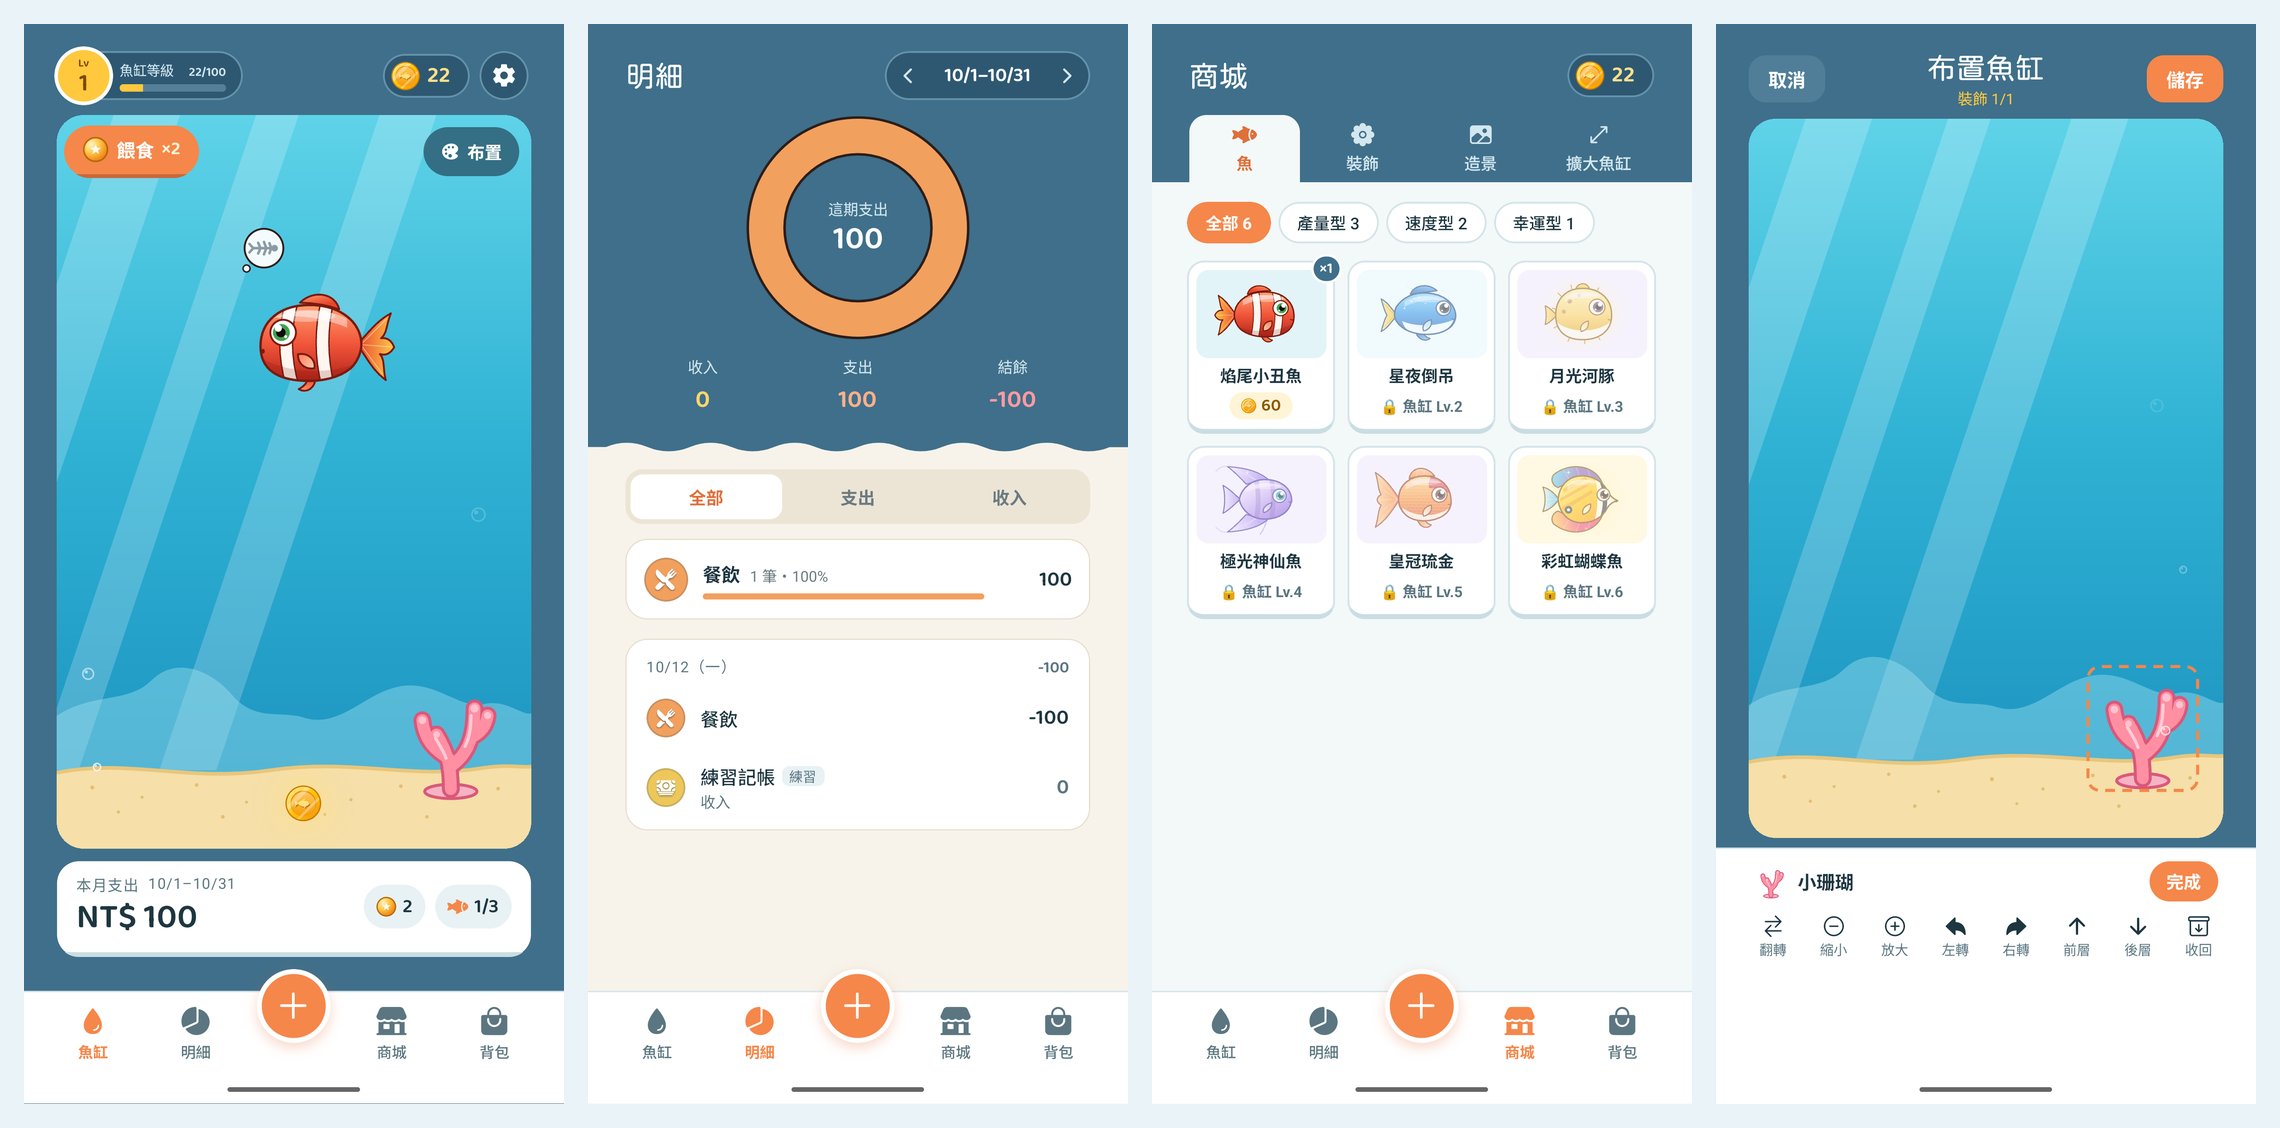 Lv
1
魚缸等級 22/100
22
餵食 ×2
布置
本月支出 10/1–10/31
NT$ 100
2
1/3
魚缸
明細
商城
背包
明細
10/1–10/31
這期支出
100
收入
支出
結餘
0
100
-100
全部
支出
收入
餐飲 1 筆・100%
100
10/12（一）
-100
餐飲
-100
練習記帳 練習
收入
0
魚缸
明細
商城
背包
商城
22
魚
裝飾
造景
擴大魚缸
全部 6
產量型 3
速度型 2
幸運型 1
×1
焰尾小丑魚
星夜倒吊
月光河豚
60
魚缸 Lv.2
魚缸 Lv.3
極光神仙魚
皇冠琉金
彩虹蝴蝶魚
魚缸 Lv.4
魚缸 Lv.5
魚缸 Lv.6
魚缸
明細
商城
背包
取消
布置魚缸
裝飾 1/1
儲存
小珊瑚
完成
翻轉
縮小
放大
左轉
右轉
前層
後層
收回